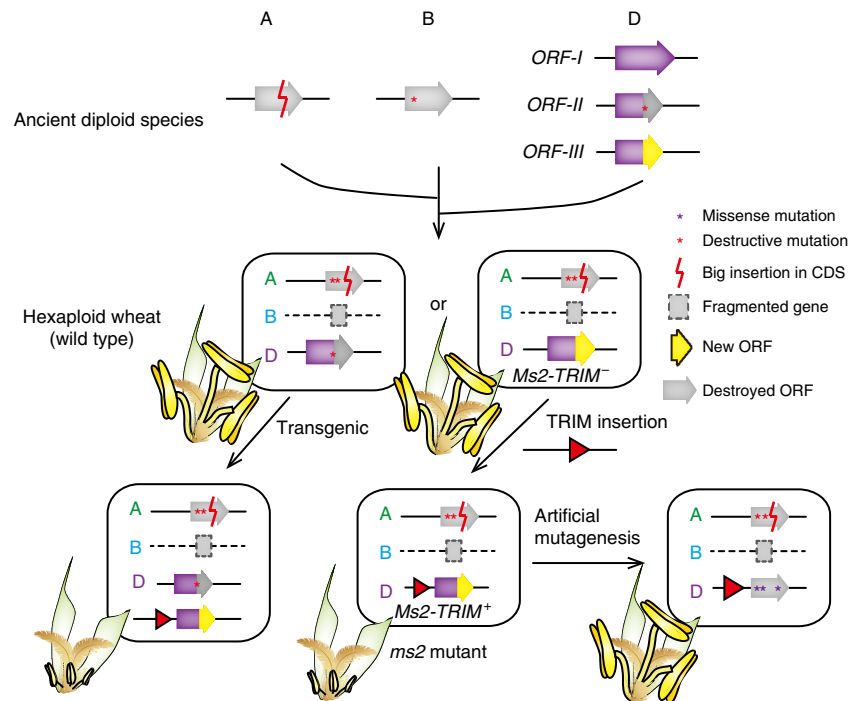 A B D
ORF-I
ORF-II
ORF-III
Ancient diploid species
* Missense mutation
* Destructive mutation
Big insertion in CDS
Fragmented gene
New ORF
Destroyed ORF
Hexaploid wheat
(wild type)
A
B
D
or
A
B
D
Ms2-TRIM⁻
Transgenic
TRIM insertion
A
B
D
A
B
D
Ms2-TRIM⁺
ms2 mutant
Artificial
mutagenesis
A
B
D